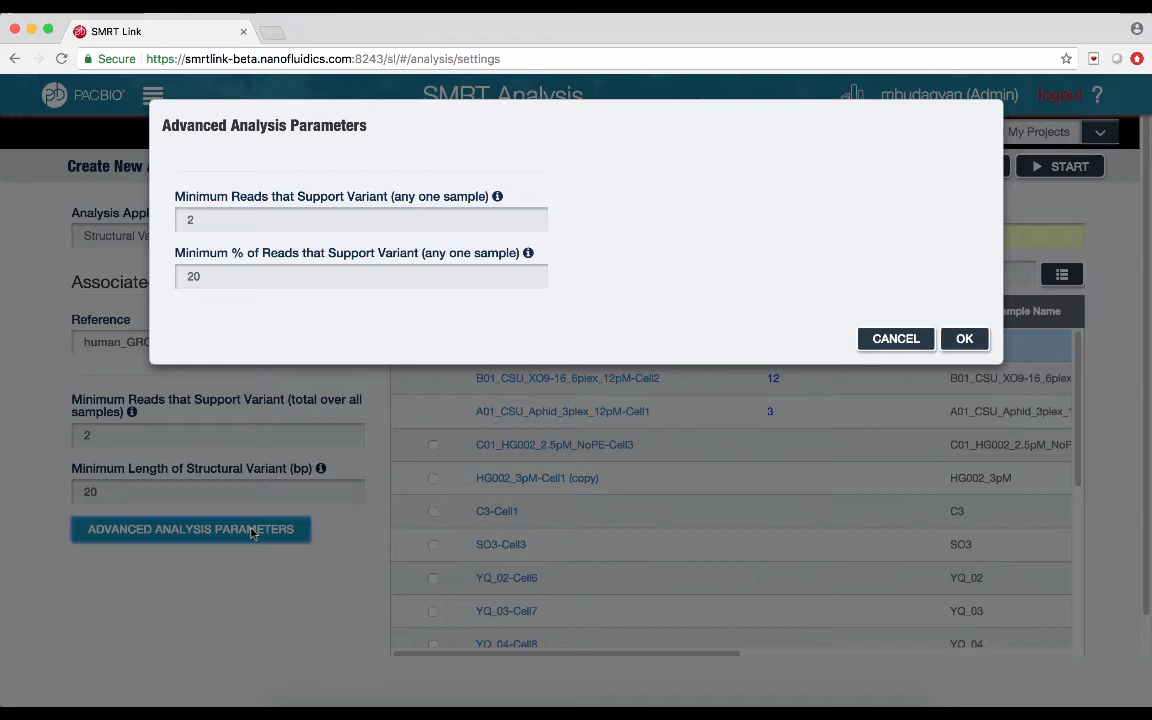 SMRT Link
Secure https://smrtlink-beta.nanofluidics.com:8243/sl/#/analysis/settings
PACBIO
SMRT Analysis
mbudagyan (Admin)
logout ?
My Projects
Create New
START
Advanced Analysis Parameters
Minimum Reads that Support Variant (any one sample)
2
Minimum % of Reads that Support Variant (any one sample)
20
CANCEL
OK
Analysis Appl
Structural Va
Associate
Reference
human_GRC
Minimum Reads that Support Variant (total over all
samples)
2
Minimum Length of Structural Variant (bp)
20
ADVANCED ANALYSIS PARAMETERS
mple Name
B01_CSU_XO9-16_6plex_12pM-Cell2 12 B01_CSU_XO9-16_6plex
A01_CSU_Aphid_3plex_12pM-Cell1 3 A01_CSU_Aphid_3plex_
C01_HG002_2.5pM_NoPE-Cell3 C01_HG002_2.5pM_NoP
HG002_3pM-Cell1 (copy) HG002_3pM
C3-Cell1 C3
SO3-Cell3 SO3
YQ_02-Cell6 YQ_02
YQ_03-Cell7 YQ_03
YQ_04-Cell8 YQ_04